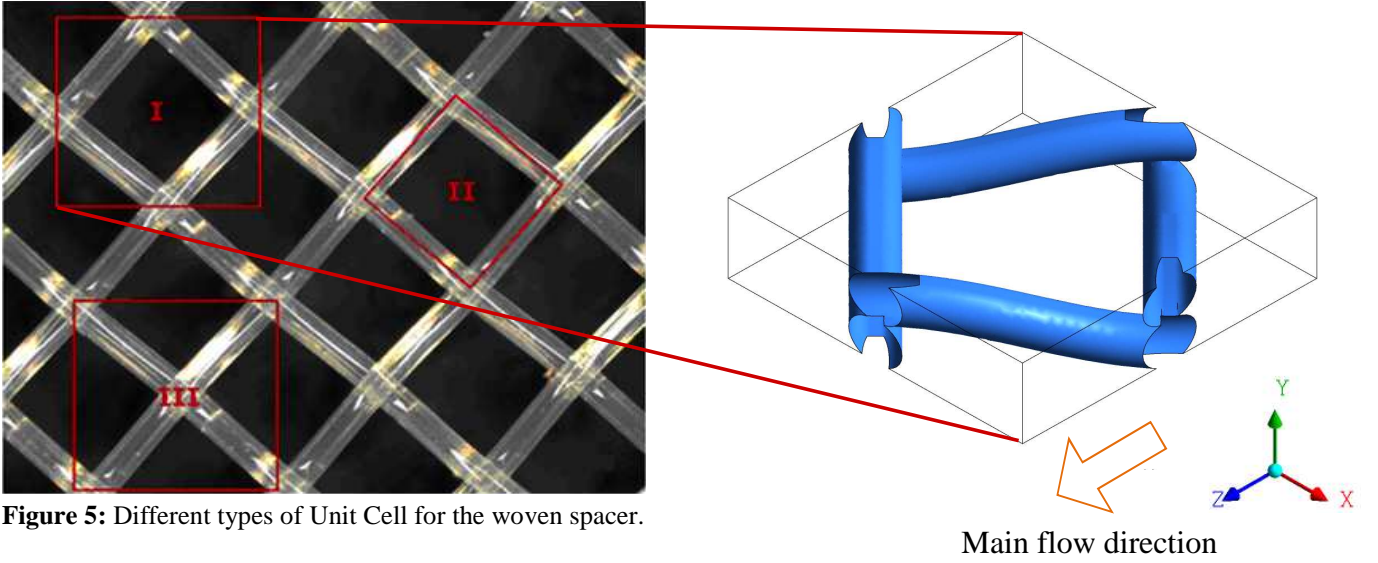 I
II
III
Y
Z
X
Figure 5: Different types of Unit Cell for the woven spacer.
Main flow direction